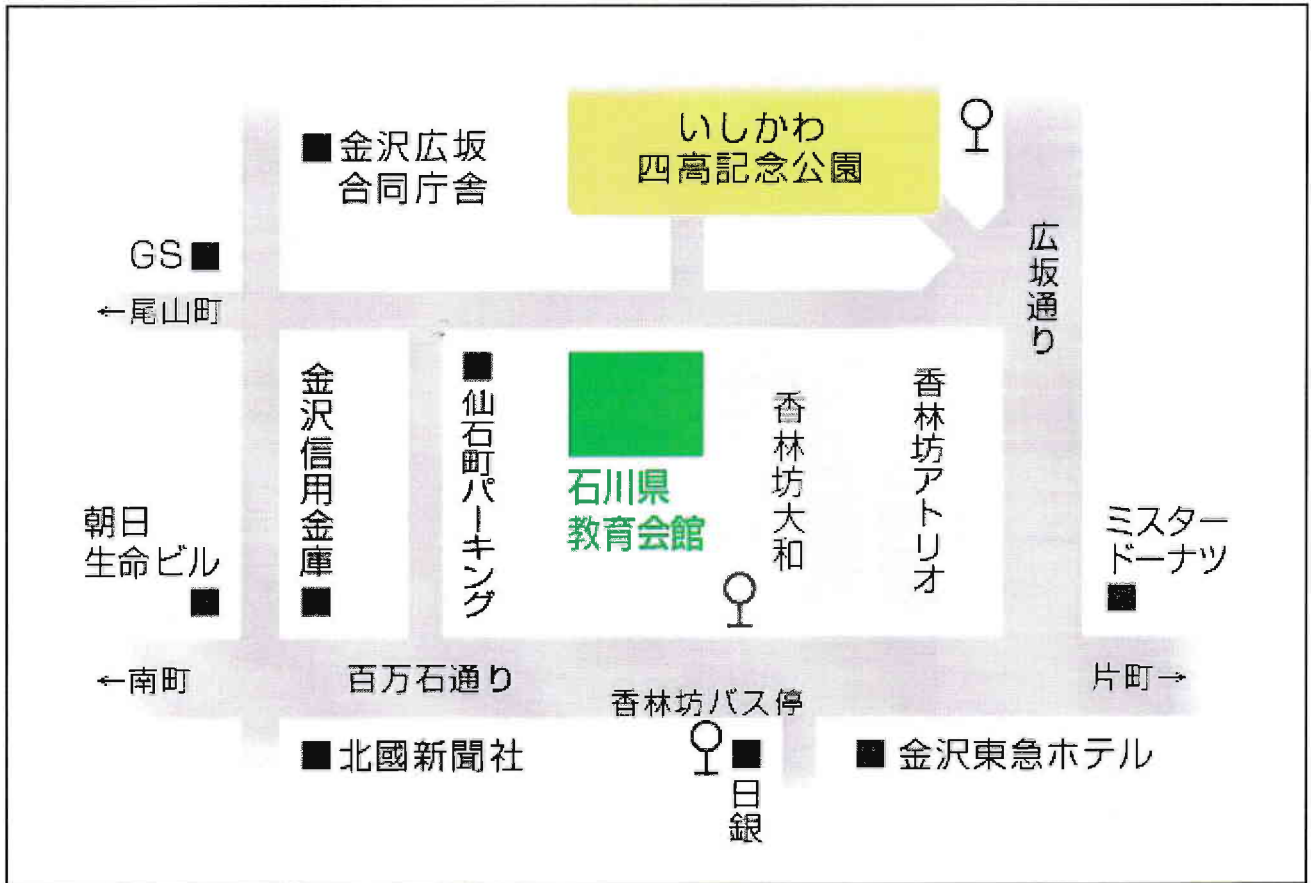 いしかわ
四高記念公園
■金沢広坂
合同庁舎
GS■
←尾山町
広坂通り
金沢信用金庫■
■仙石町パーキング
石川県
教育会館
香林坊大和
香林坊アトリオ
朝日
生命ビル
■
ミスター
ドーナツ
■
←南町
百万石通り
香林坊バス停
片町→
■北國新聞社
■日銀
■金沢東急ホテル